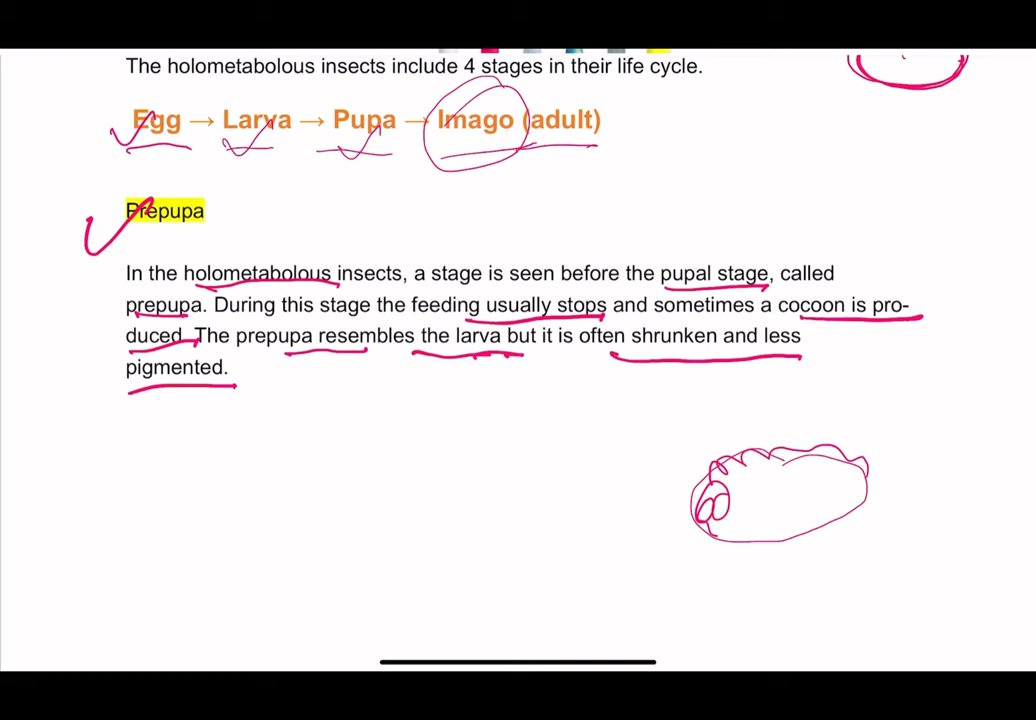 The holometabolous insects include 4 stages in their life cycle.
Egg → Larva → Pupa → Imago (adult)
Prepupa
In the holometabolous insects, a stage is seen before the pupal stage, called
prepupa. During this stage the feeding usually stops and sometimes a cocoon is pro-
duced. The prepupa resembles the larva but it is often shrunken and less
pigmented.